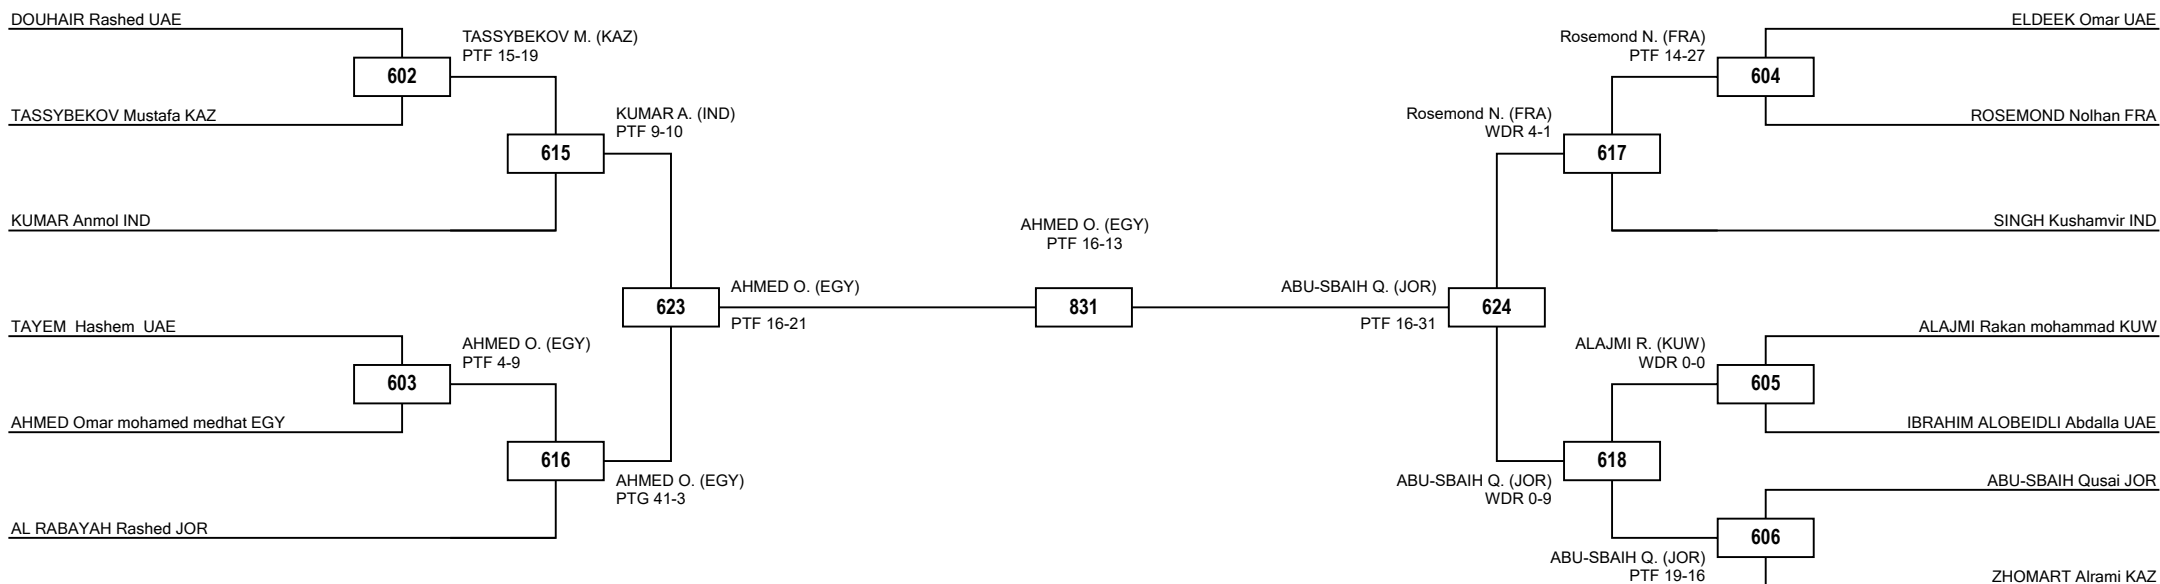 DOUHAIR Rashed UAE
ELDEEK Omar UAE
TASSYBEKOV M. (KAZ)
PTF 15-19
Rosemond N. (FRA)
PTF 14-27
602
604
TASSYBEKOV Mustafa KAZ
KUMAR A. (IND)
PTF 9-10
Rosemond N. (FRA)
WDR 4-1
ROSEMOND Nolhan FRA
615
617
KUMAR Anmol IND
AHMED O. (EGY)
PTF 16-13
SINGH Kushamvir IND
623
AHMED O. (EGY)
PTF 16-21
831
ABU-SBAIH Q. (JOR)
PTF 16-31
624
TAYEM  Hashem  UAE
ALAJMI Rakan mohammad KUW
AHMED O. (EGY)
PTF 4-9
ALAJMI R. (KUW)
WDR 0-0
603
605
AHMED Omar mohamed medhat EGY
IBRAHIM ALOBEIDLI Abdalla UAE
616
618
AHMED O. (EGY)
PTG 41-3
ABU-SBAIH Q. (JOR)
WDR 0-9
ABU-SBAIH Qusai JOR
AL RABAYAH Rashed JOR
606
ABU-SBAIH Q. (JOR)
PTF 19-16
ZHOMART Alrami KAZ